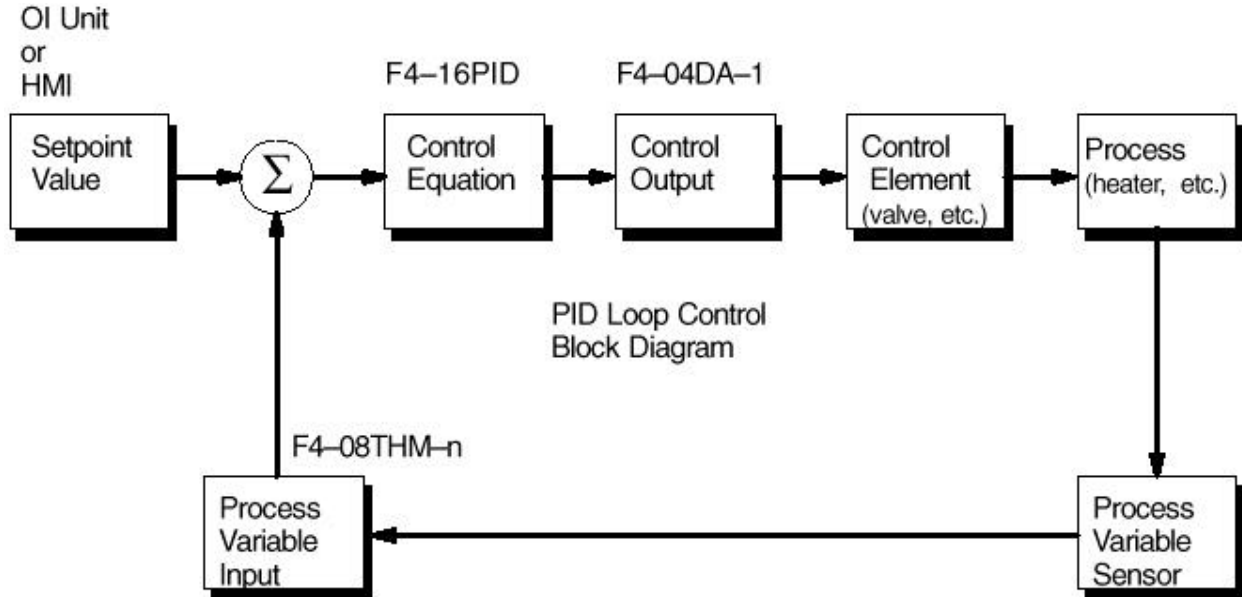 OI Unit
or
HMI
F4–16PID
F4–04DA–1
Setpoint
Value
Σ
Control
Equation
Control
Output
Control
Element
(valve, etc.)
Process
(heater, etc.)
PID Loop Control
Block Diagram
F4–08THM–n
Process
Variable
Input
Process
Variable
Sensor